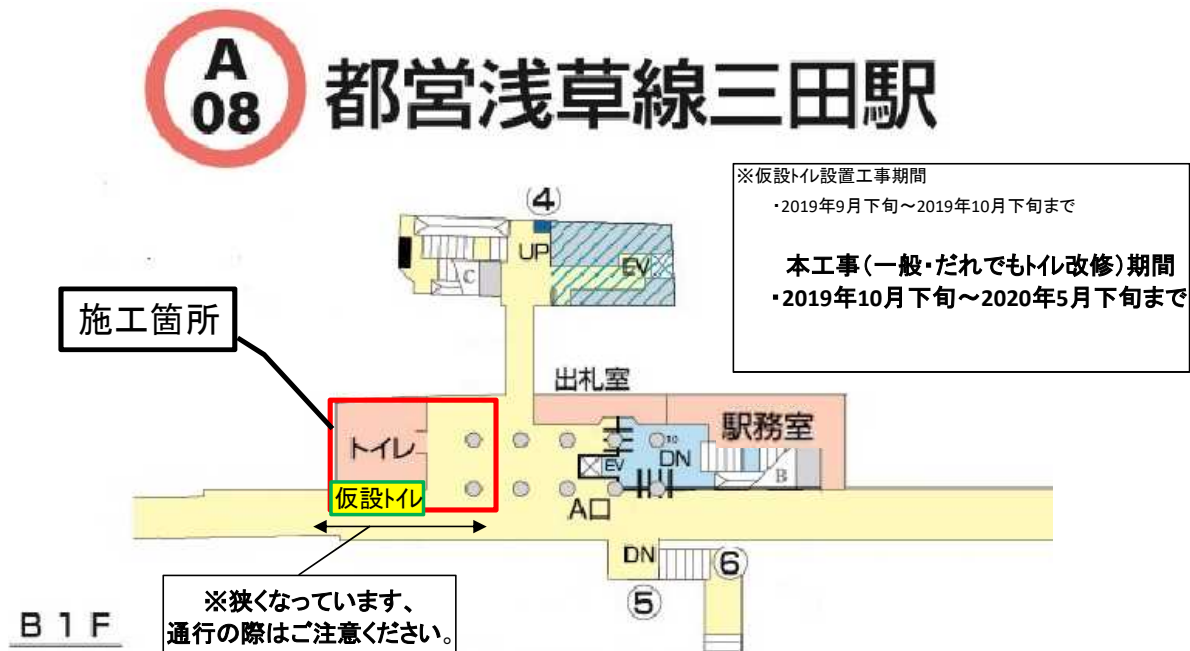 A
08
都営浅草線三田駅
※仮設トイレ設置工事期間
・2019年9月下旬～2019年10月下旬まで
本工事（一般・だれでもトイレ改修）期間
・2019年10月下旬～2020年5月下旬まで
④
UP
EV
C
施工箇所
出札室
駅務室
トイレ
10
EV
DN
B
仮設トイレ
A口
DN
⑥
⑤
※狭くなっています、
通行の際はご注意ください。
B1F